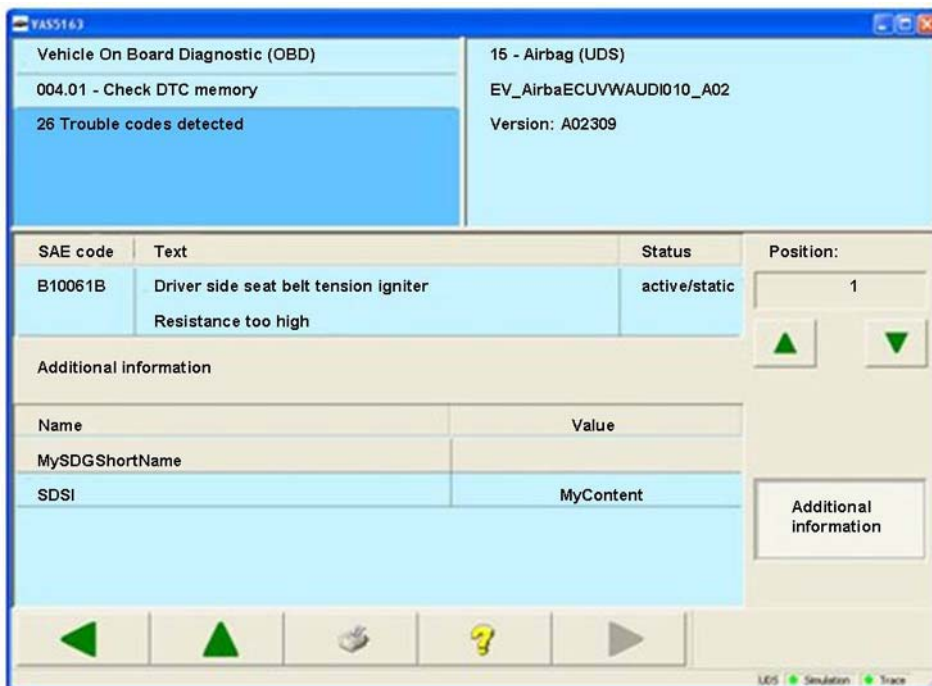 VAS5163
Vehicle On Board Diagnostic (OBD)
004.01 - Check DTC memory
26 Trouble codes detected
15 - Airbag (UDS)
EV_AirbaECUVWAUDI010_A02
Version: A02309
SAE code Text Status
B10061B Driver side seat belt tension igniter active/static
Resistance too high
Position:
1
Additional information
Name Value
MySDGShortName
SDSI MyContent
Additional
information
?
UDS Simulation Trace